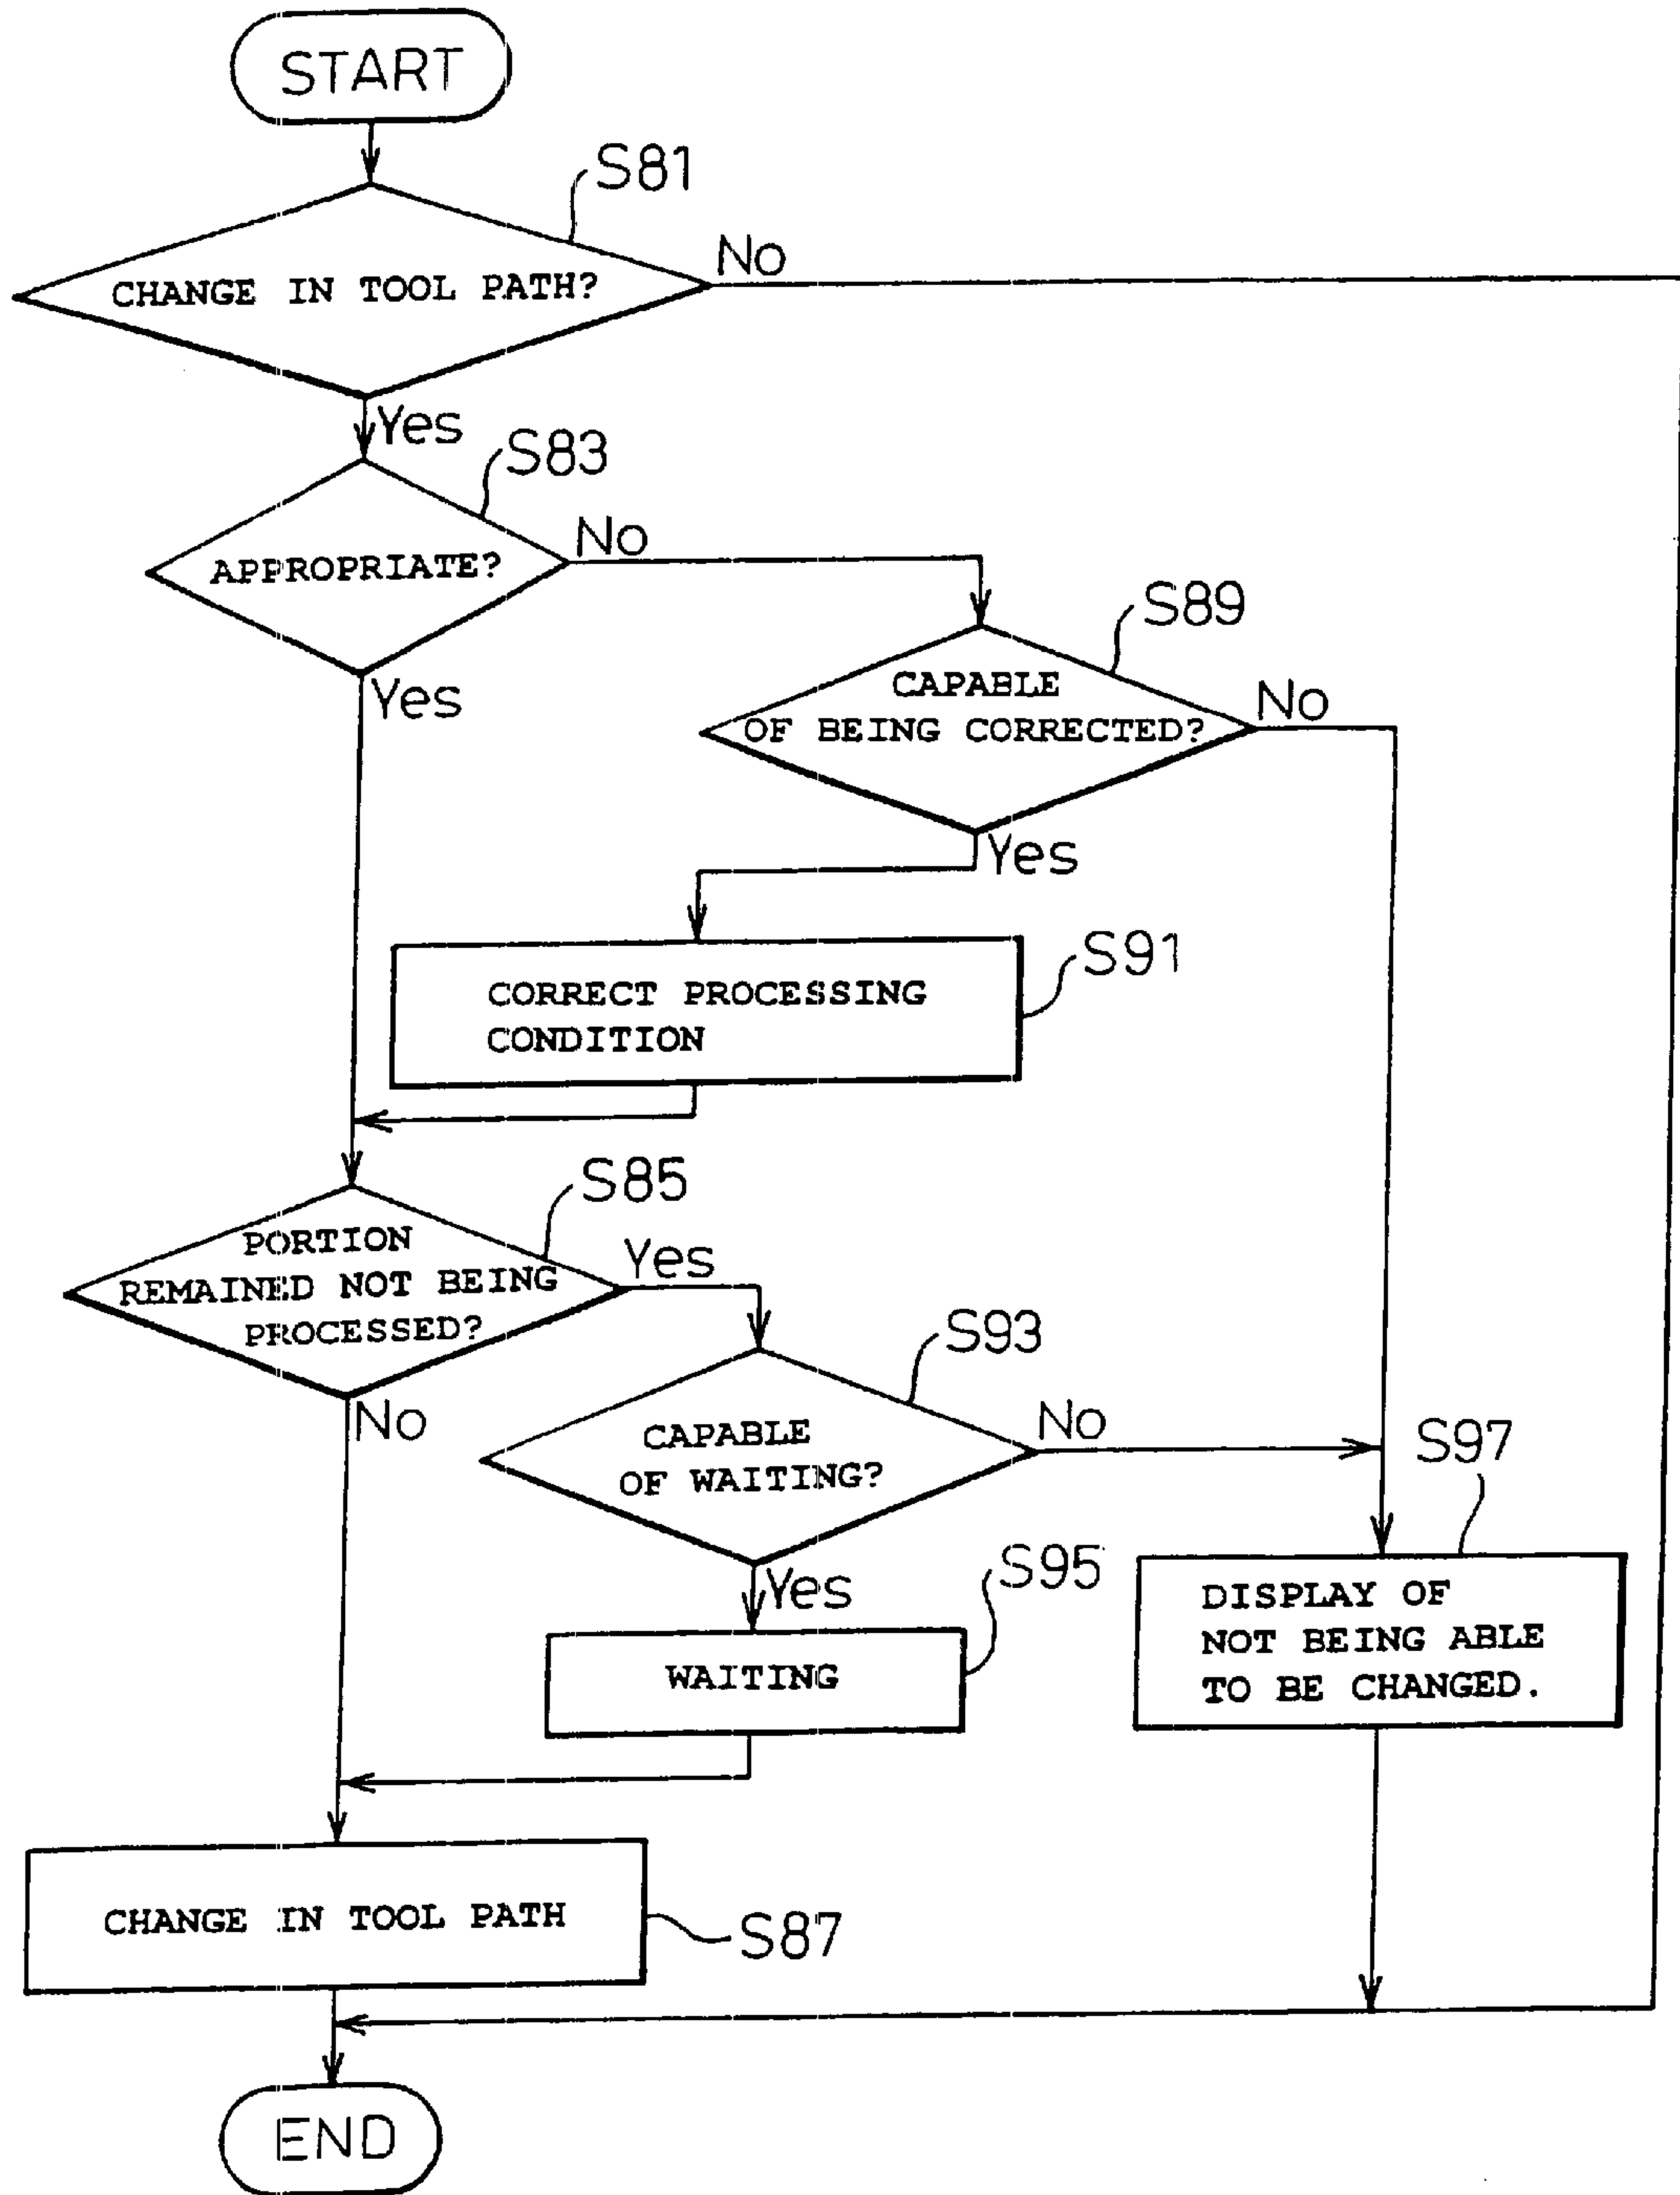 START
S81
CHANGE IN TOOL PATH?
No
Yes
S83
APPROPRIATE?
No
Yes
S89
CAPABLE
OF BEING CORRECTED?
No
Yes
S91
CORRECT PROCESSING
CONDITION
S85
PORTION
REMAINED NOT BEING
PROCESSED?
Yes
No
S93
CAPABLE
OF WAITING?
No
Yes
S97
DISPLAY OF
NOT BEING ABLE
TO BE CHANGED.
S95
WAITING
CHANGE IN TOOL PATH
S87
END